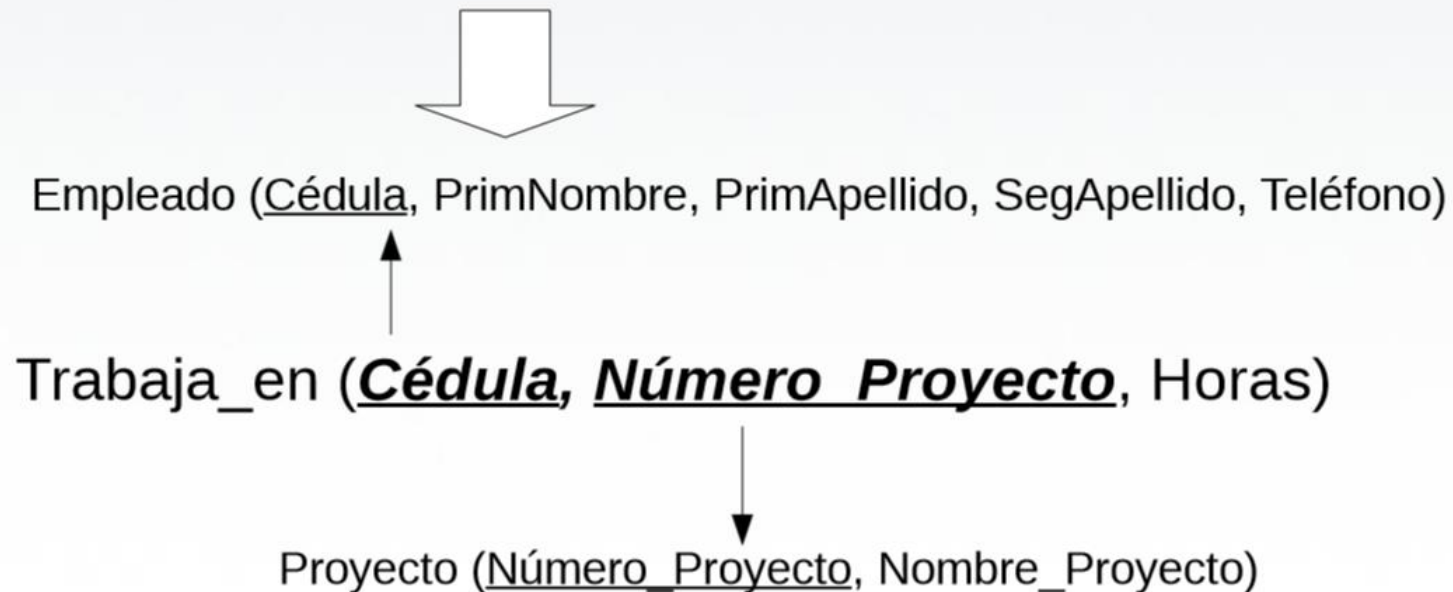 Empleado (Cédula, PrimNombre, PrimApellido, SegApellido, Teléfono)
Trabaja_en (Cédula, Número_Proyecto, Horas)
Proyecto (Número_Proyecto, Nombre_Proyecto)